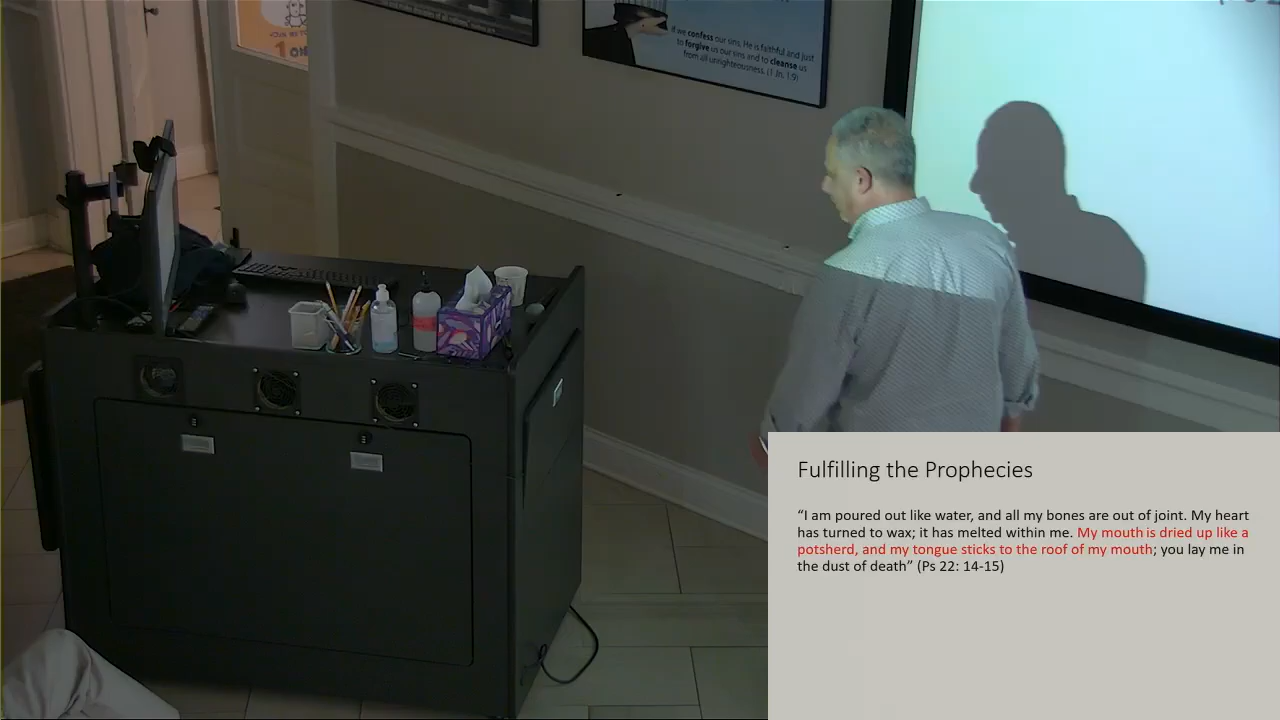 If we confess our sins, He is faithful and just
to forgive us our sins and to cleanse us
from all unrighteousness. (1 Jn. 1:9)
Fulfilling the Prophecies
“I am poured out like water, and all my bones are out of joint. My heart
has turned to wax; it has melted within me. My mouth is dried up like a
potsherd, and my tongue sticks to the roof of my mouth; you lay me in
the dust of death” (Ps 22: 14-15)